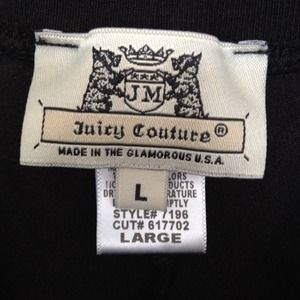 JM
Juicy Couture®
MADE IN THE GLAMOROUS U.S.A.
L
STYLE# 7196
CUT# 617702
LARGE